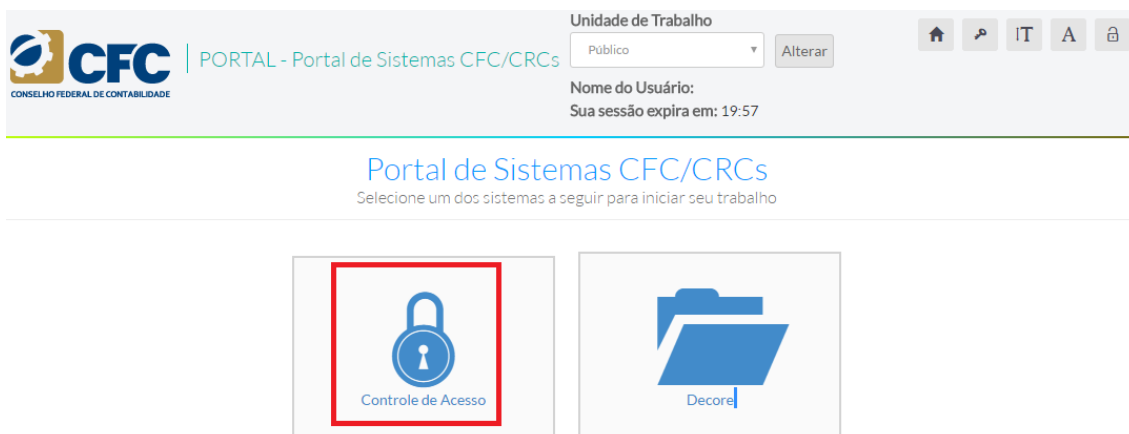 CFC
CONSELHO FEDERAL DE CONTABILIDADE
PORTAL - Portal de Sistemas CFC/CRCs
Unidade de Trabalho
Público
Alterar
Nome do Usuário:
Sua sessão expira em: 19:57
IT
A
Portal de Sistemas CFC/CRCs
Selecione um dos sistemas a seguir para iniciar seu trabalho
Controle de Acesso
Decore